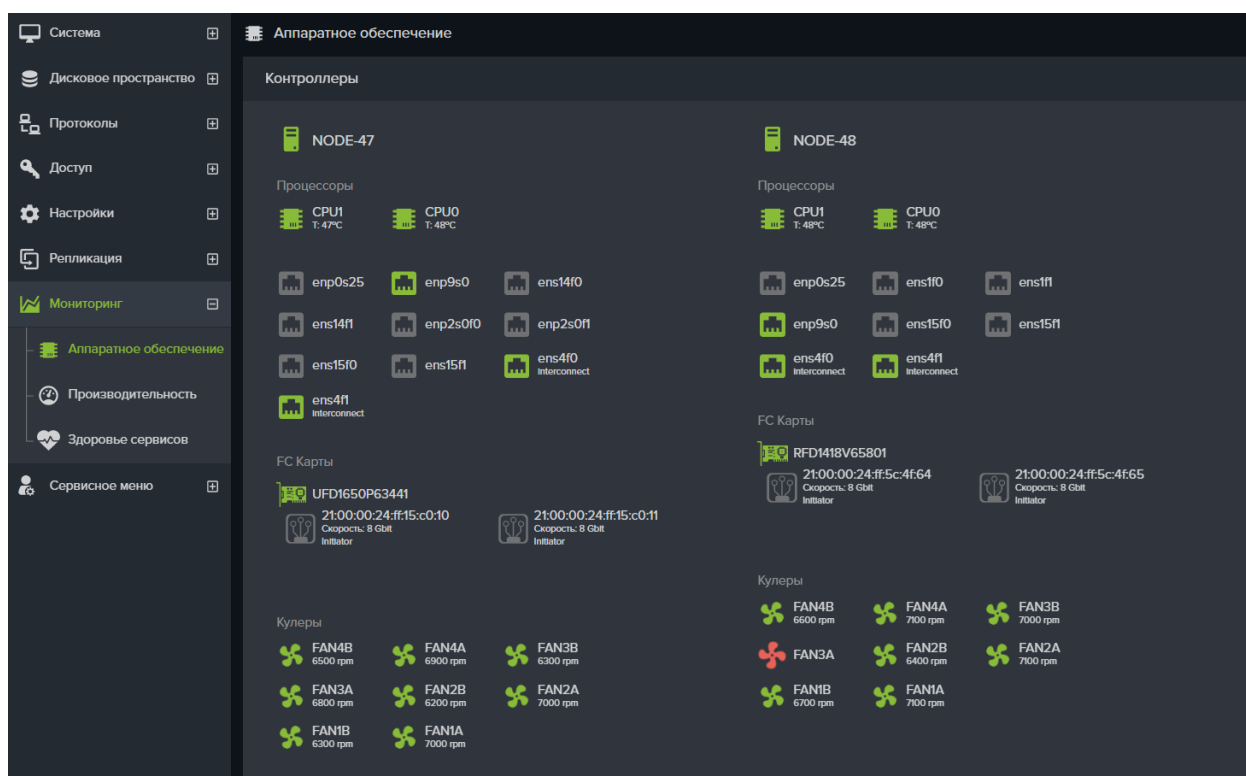 Система
Дисковое пространство
Протоколы
Доступ
Настройки
Репликация
Мониторинг
Аппаратное обеспечение
Производительность
Здоровье сервисов
Сервисное меню
Аппаратное обеспечение
Контроллеры
NODE-47
Процессоры
CPU1 CPU0
T: 47°C T: 48°C
enp0s25 enp9s0 ens14f0
ens14f1 enp2s0f0 enp2s0f1
ens15f0 ens15f1 ens4f0
Interconnect
ens4f1
Interconnect
FC Карты
UFD1650P63441
21:00:00:24:ff:15:c0:10 21:00:00:24:ff:15:c0:11
Скорость: 8 Gbit Скорость: 8 Gbit
Initiator Initiator
Кулеры
FAN4B FAN4A FAN3B
6500 rpm 6900 rpm 6300 rpm
FAN3A FAN2B FAN2A
6800 rpm 6200 rpm 7000 rpm
FAN1B FAN1A
6300 rpm 7000 rpm
NODE-48
Процессоры
CPU1 CPU0
T: 48°C T: 48°C
enp0s25 ens1f0 ens1f1
enp9s0 ens15f0 ens15f1
ens4f0 ens4f1
Interconnect Interconnect
FC Карты
RFD1418V65801
21:00:00:24:ff:5c:4f:64 21:00:00:24:ff:5c:4f:65
Скорость: 8 Gbit Скорость: 8 Gbit
Initiator Initiator
Кулеры
FAN4B FAN4A FAN3B
6600 rpm 7100 rpm 7000 rpm
FAN3A FAN2B FAN2A
6400 rpm 7100 rpm
FAN1B FAN1A
6700 rpm 7100 rpm